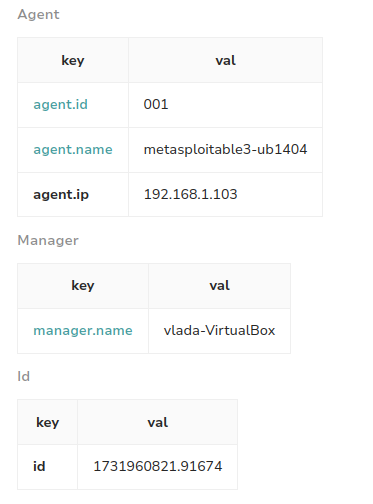 Agent
key val
agent.id 001
agent.name metasploitable3-ub1404
agent.ip 192.168.1.103
Manager
key val
manager.name vlada-VirtualBox
Id
key val
id 1731960821.91674